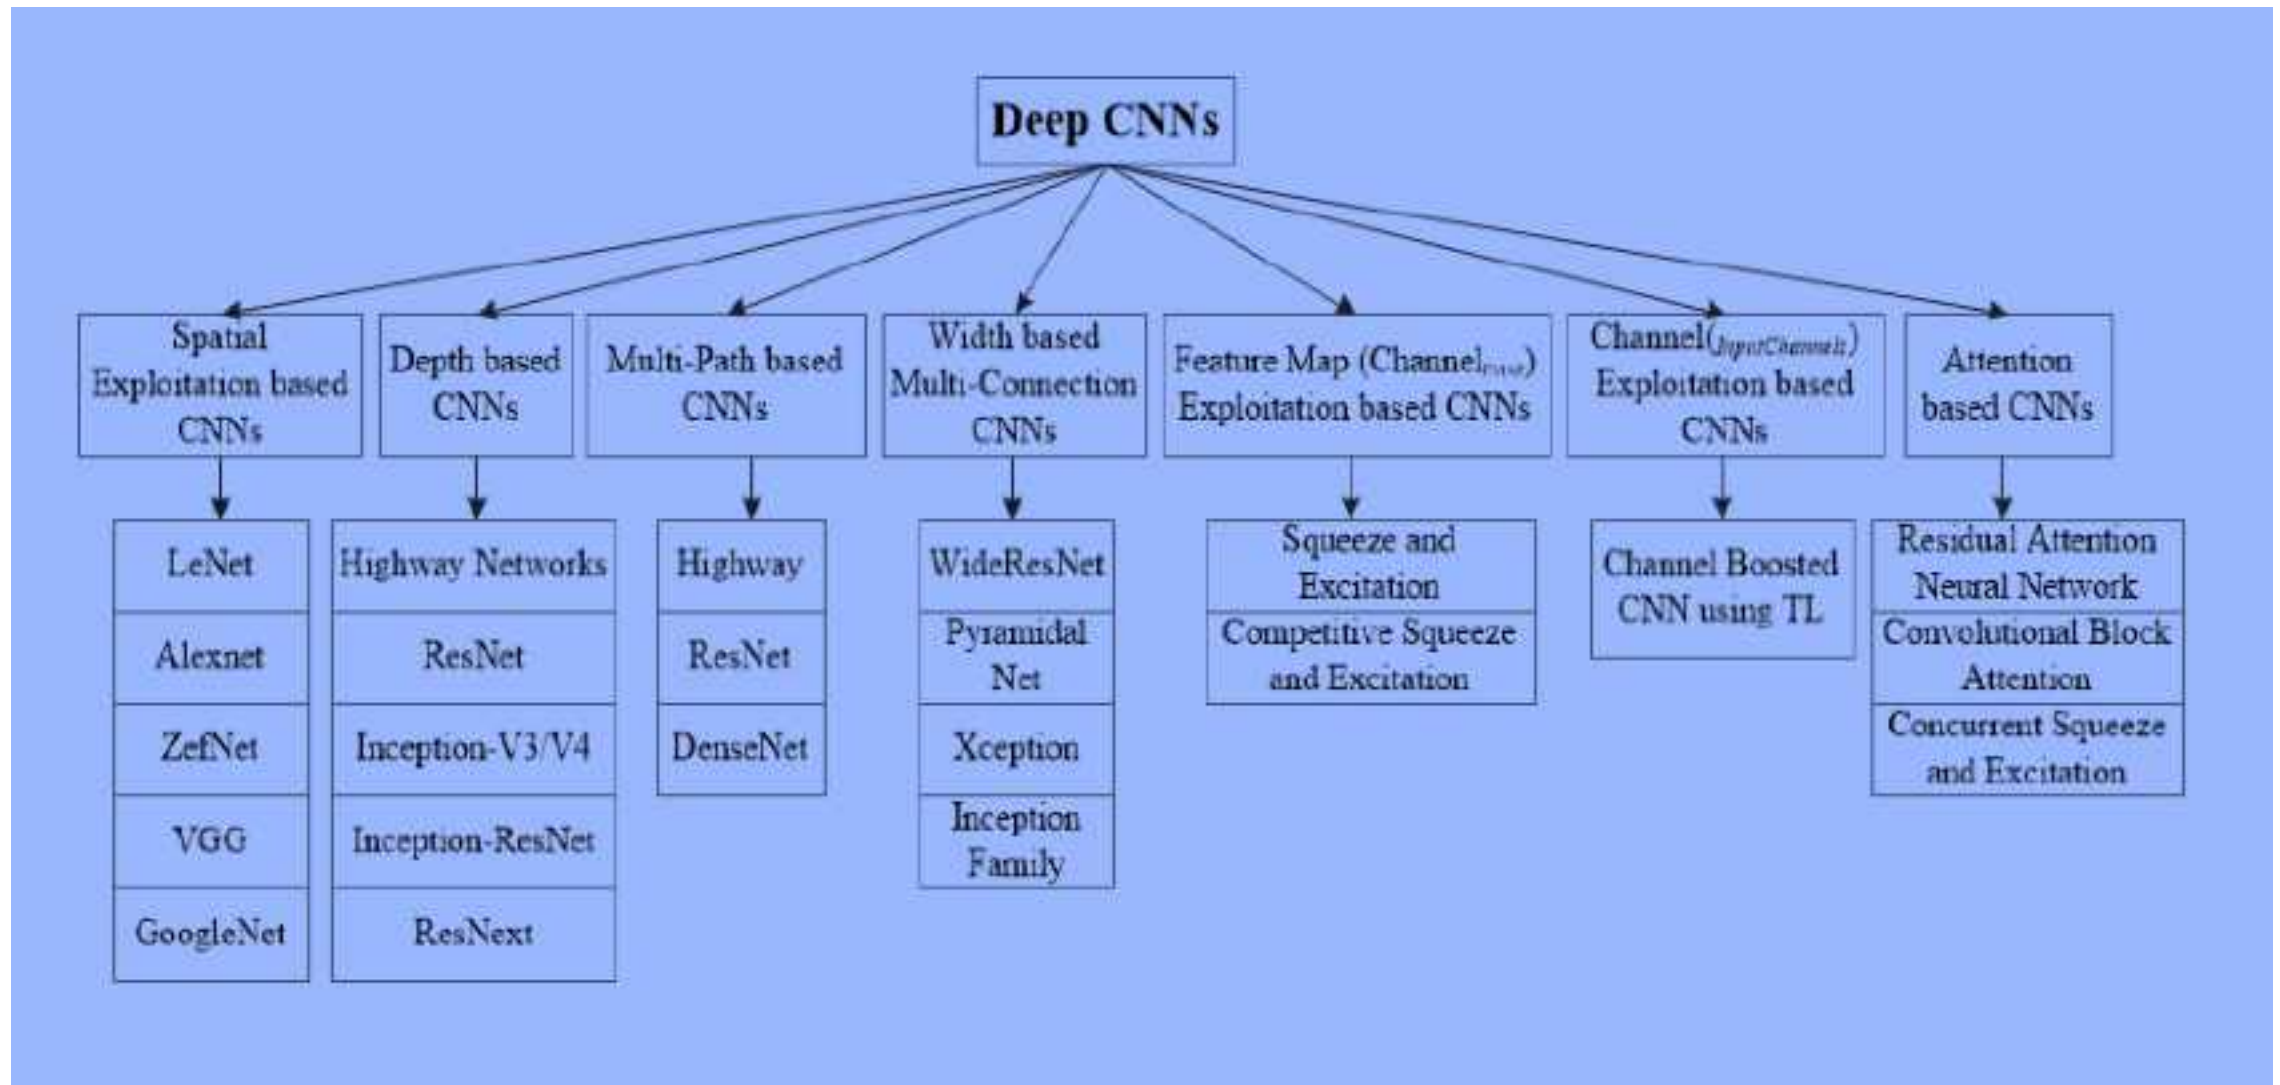 Deep CNNs
Spatial
Exploitation based
CNNs
Depth based
CNNs
Multi-Path based
CNNs
Width based
Multi-Connection
CNNs
Feature Map (Channel
Exploitation based CNNs
Channel(InputChannels)
Exploitation based
CNNs
Attention
based CNNs
LeNet
Alexnet
ZefNet
VGG
GoogleNet
Highway Networks
ResNet
Inception-V3/V4
Inception-ResNet
ResNext
Highway
ResNet
DenseNet
WideResNet
Pyramidal
Net
Xception
Inception
Family
Squeeze and
Excitation
Competitive Squeeze
and Excitation
Channel Boosted
CNN using TL
Residual Attention
Neural Network
Convolutional Block
Attention
Concurrent Squeeze
and Excitation